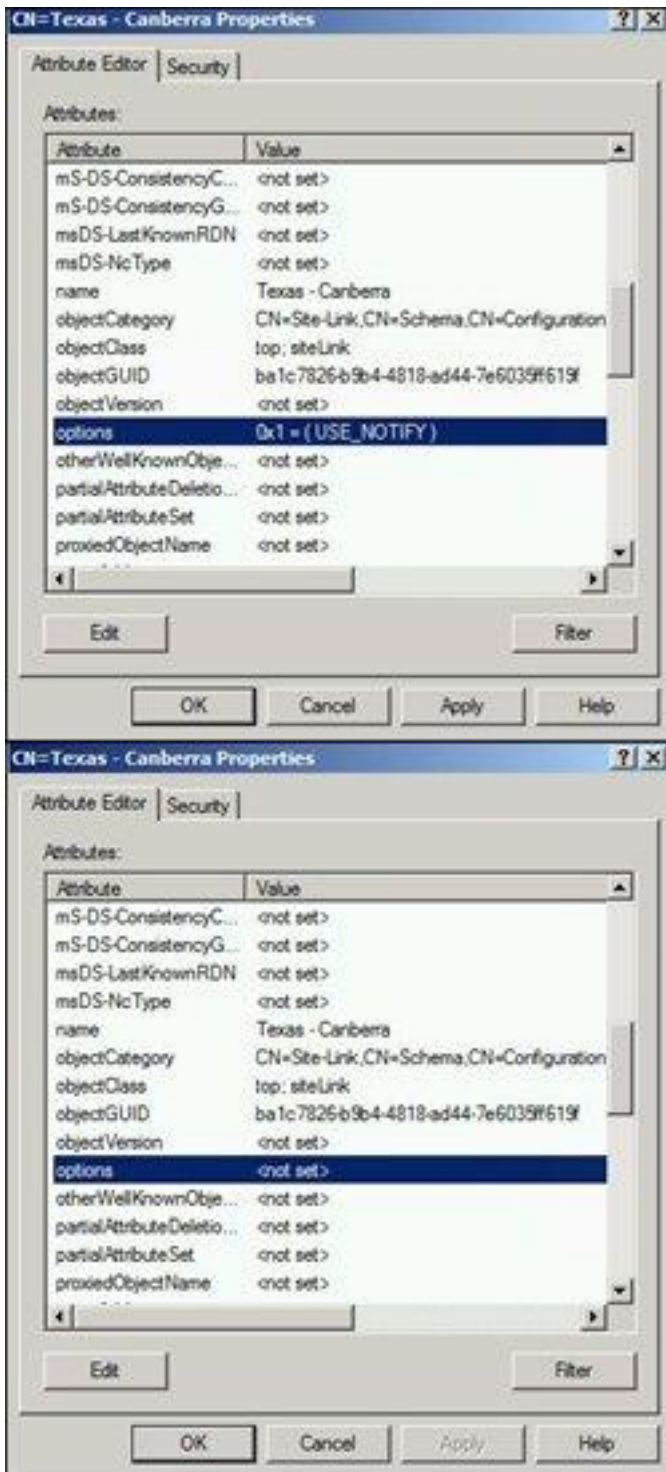 CN=Texas - Canberra Properties
Attribute Editor Security
Attributes:
Attribute Value
mS-DS-ConsistencyC... <not set>
mS-DS-ConsistencyG... <not set>
msDS-LastKnownRDN <not set>
msDS-NcType <not set>
name Texas - Canberra
objectCategory CN=Site-Link,CN=Schema,CN=Configuration
objectClass top; siteLink
objectGUID ba1c7826-b9b4-4818-ad44-7e6039ff619f
objectVersion <not set>
options 0x1 = ( USE_NOTIFY )
otherWellKnownObje... <not set>
partialAttributeDeletio... <not set>
partialAttributeSet <not set>
proxiedObjectName <not set>
Edit Filter
OK Cancel Apply Help
CN=Texas - Canberra Properties
Attribute Editor Security
Attributes:
Attribute Value
mS-DS-ConsistencyC... <not set>
mS-DS-ConsistencyG... <not set>
msDS-LastKnownRDN <not set>
msDS-NcType <not set>
name Texas - Canberra
objectCategory CN=Site-Link,CN=Schema,CN=Configuration
objectClass top; siteLink
objectGUID ba1c7826-b9b4-4818-ad44-7e6039ff619f
objectVersion <not set>
options <not set>
otherWellKnownObje... <not set>
partialAttributeDeletio... <not set>
partialAttributeSet <not set>
proxiedObjectName <not set>
Edit Filter
OK Cancel Apply Help